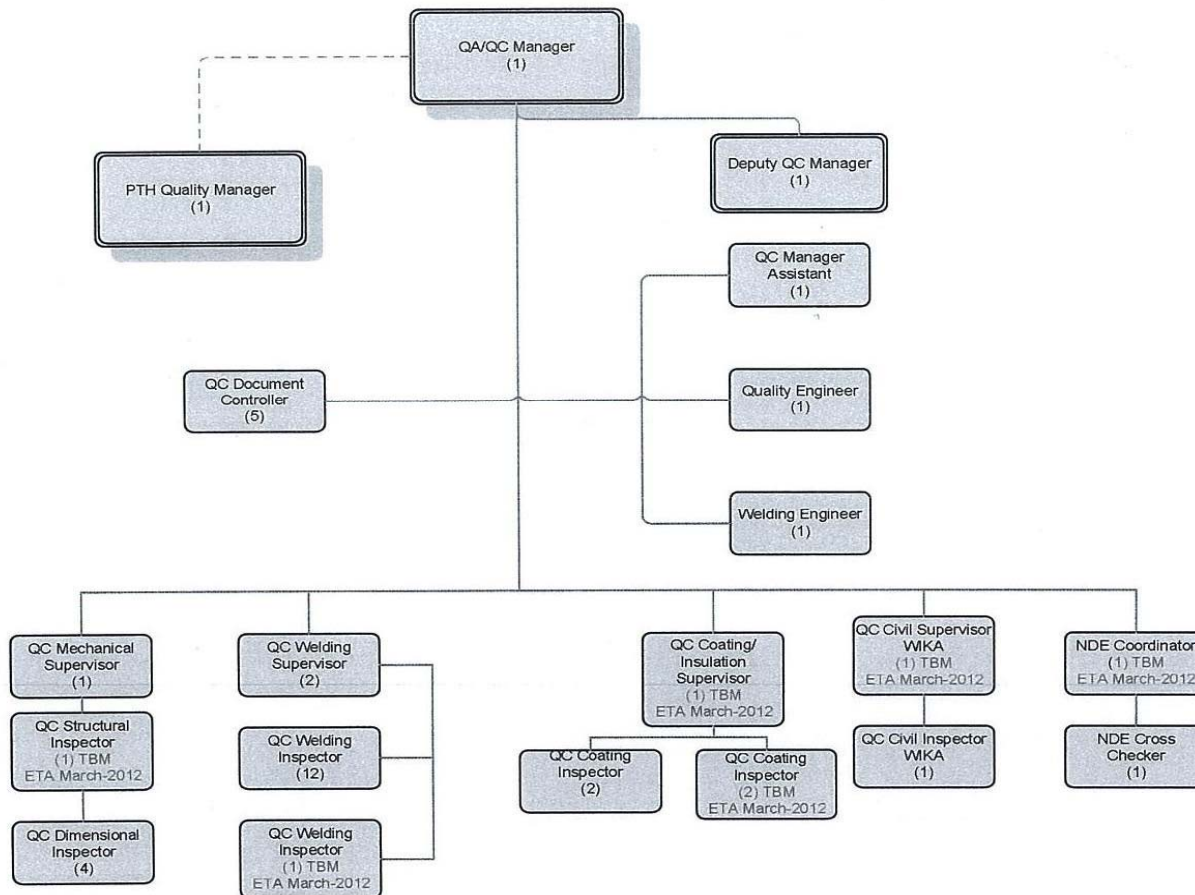 QA/QC Manager
(1)
PTH Quality Manager
(1)
Deputy QC Manager
(1)
QC Manager
Assistant
(1)
QC Document
Controller
(5)
Quality Engineer
(1)
Welding Engineer
(1)
QC Mechanical
Supervisor
(1)
QC Structural
Inspector
(1) TBM
ETA March-2012
QC Dimensional
Inspector
(4)
QC Welding
Supervisor
(2)
QC Welding
Inspector
(12)
QC Welding
Inspector
(1) TBM
ETA March-2012
QC Coating/
Insulation
Supervisor
(1) TBM
ETA March-2012
QC Coating
Inspector
(2)
QC Coating
Inspector
(2) TBM
ETA March-2012
QC Civil Supervisor
WIKA
(1) TBM
ETA March-2012
QC Civil Inspector
WIKA
(1)
NDE Coordinator
(1) TBM
ETA March-2012
NDE Cross
Checker
(1)